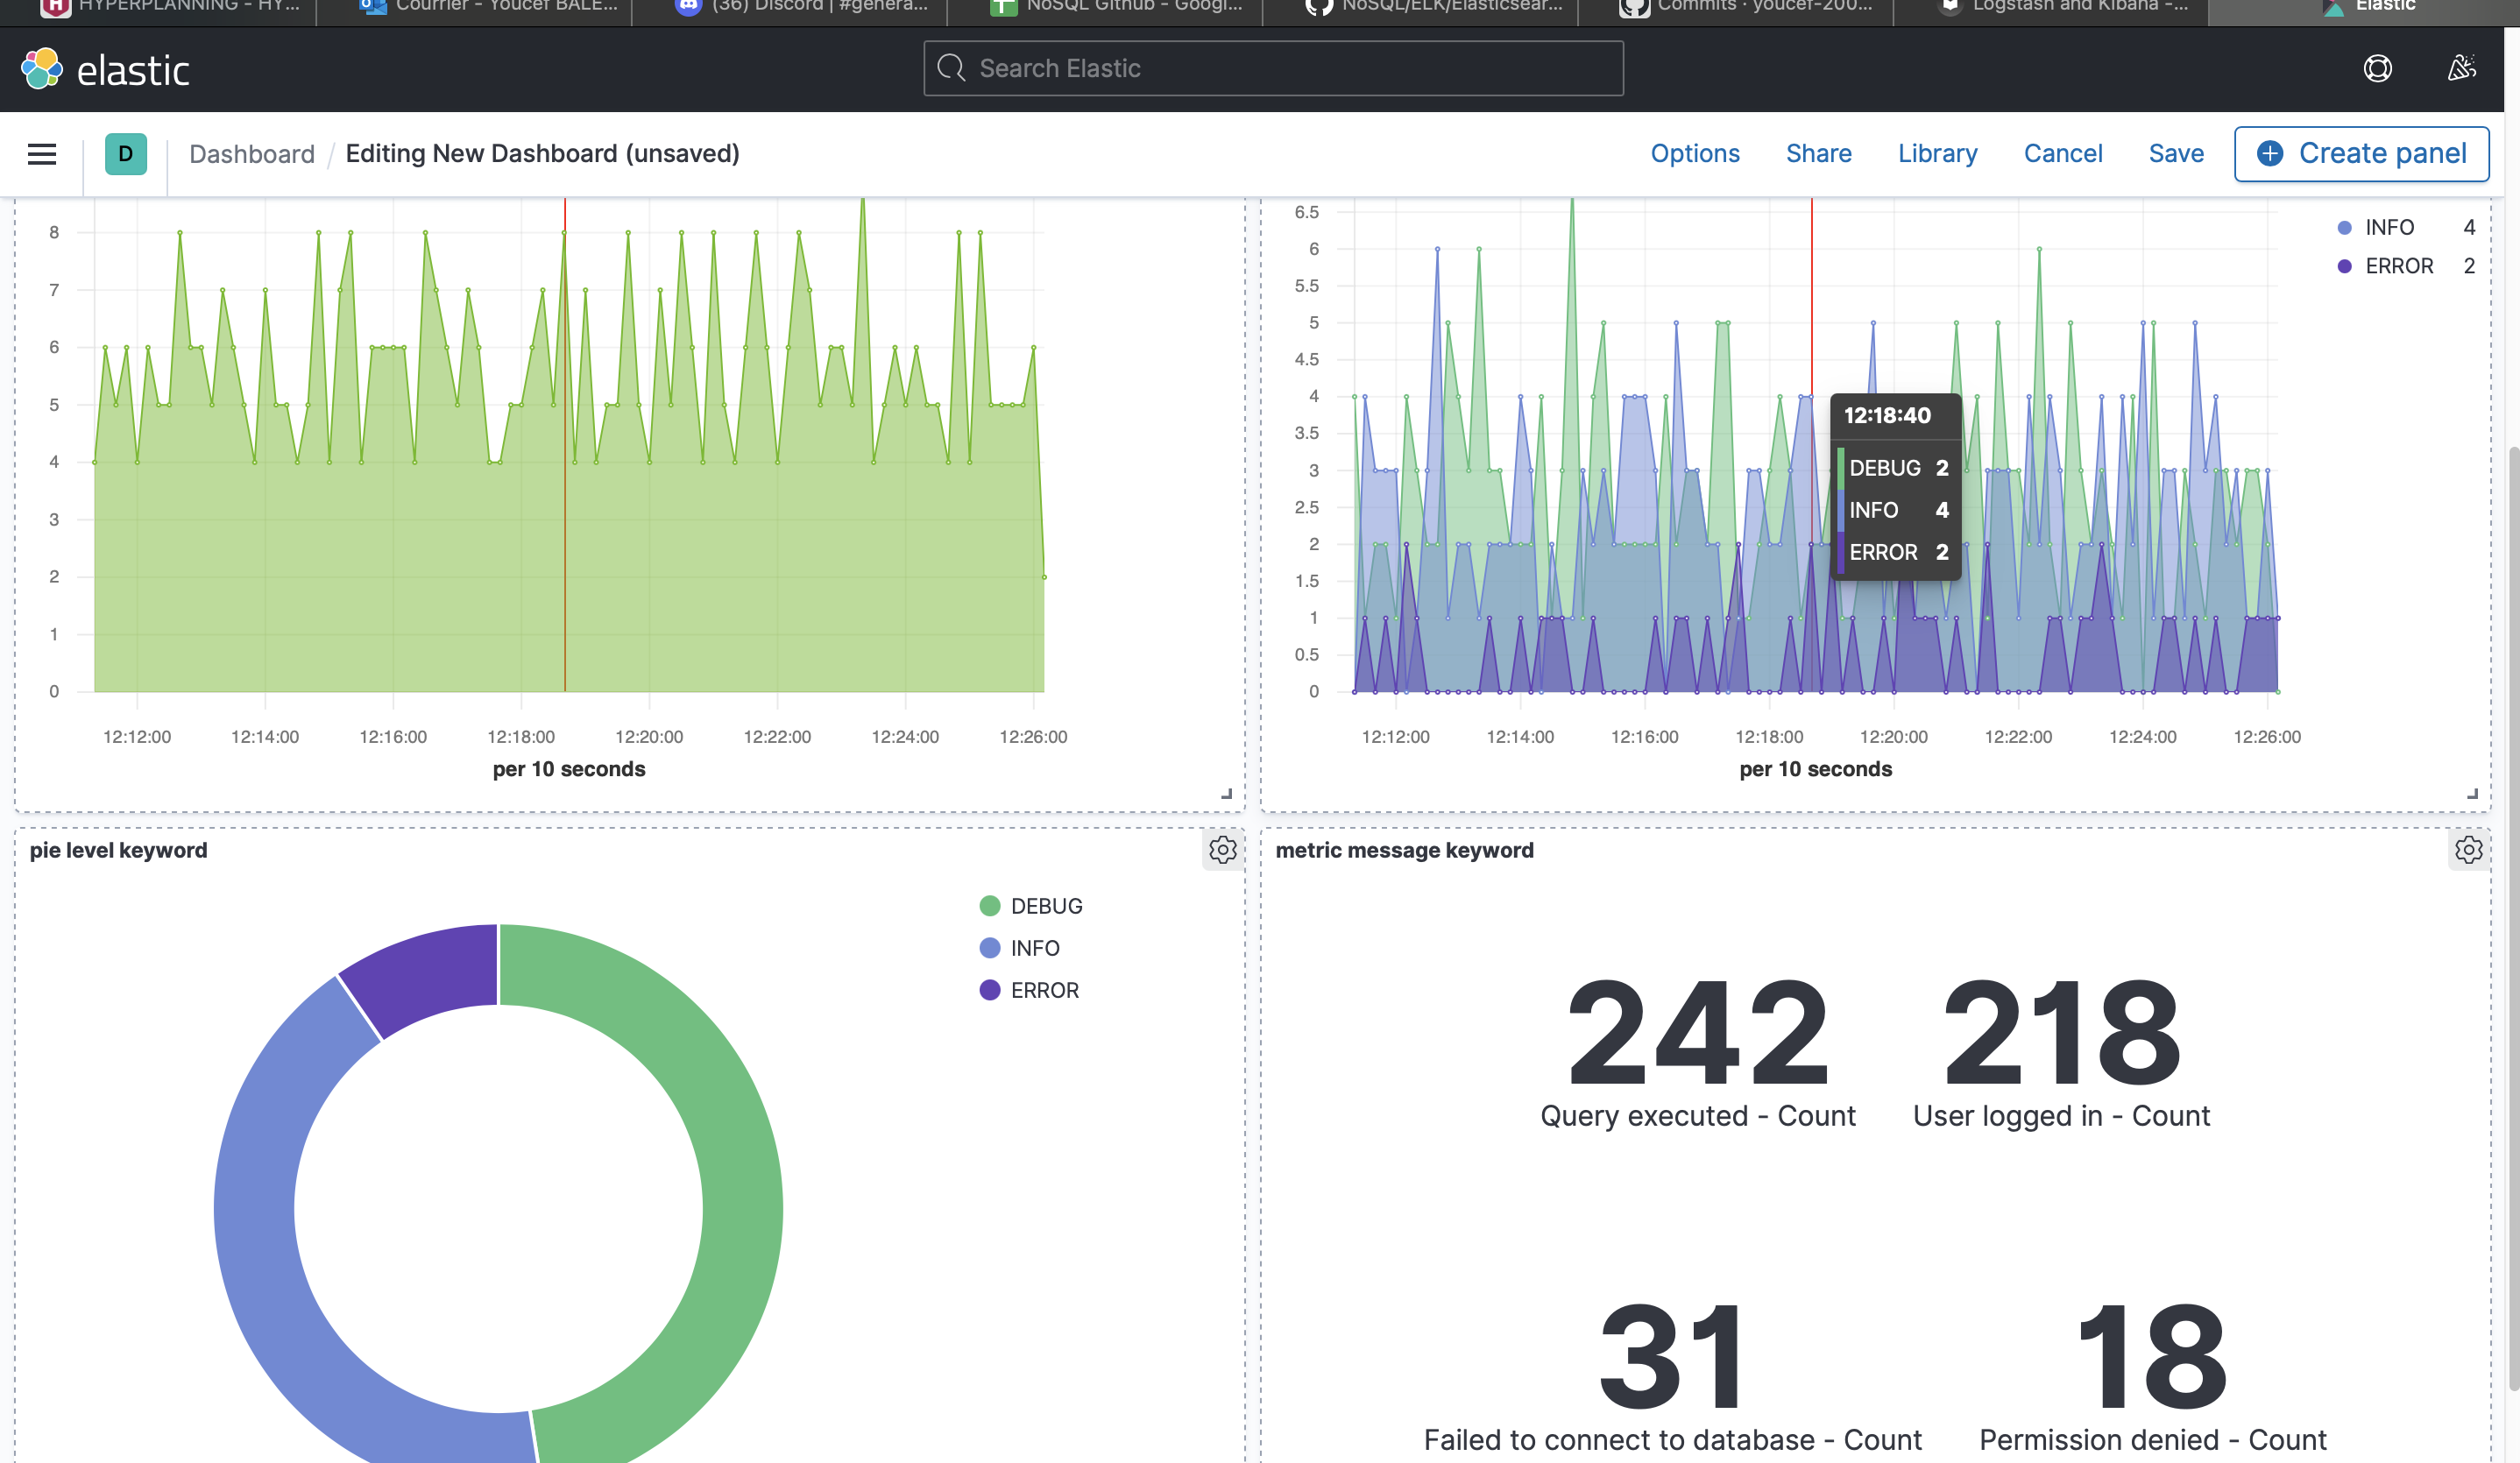 HYPERPLANNING - HY...
Courrier - Youcef BALE...
(36) Discord | #genera...
NoSQL Github - Googl...
NoSQL/ELK/Elasticsear...
Commits · youcef-200...
Logstash and Kibana -...
Elastic
elastic
Search Elastic
D
Dashboard / Editing New Dashboard (unsaved)
Options
Share
Library
Cancel
Save
Create panel
8
7
6
5
4
3
2
1
0
12:12:00
12:14:00
12:16:00
12:18:00
12:20:00
12:22:00
12:24:00
12:26:00
per 10 seconds
6.5
6
5.5
5
4.5
4
3.5
3
2.5
2
1.5
1
0.5
0
12:12:00
12:14:00
12:16:00
12:18:00
12:20:00
12:22:00
12:24:00
12:26:00
per 10 seconds
INFO 4
ERROR 2
12:18:40
DEBUG 2
INFO 4
ERROR 2
pie level keyword
DEBUG
INFO
ERROR
metric message keyword
242
Query executed - Count
218
User logged in - Count
31
Failed to connect to database - Count
18
Permission denied - Count